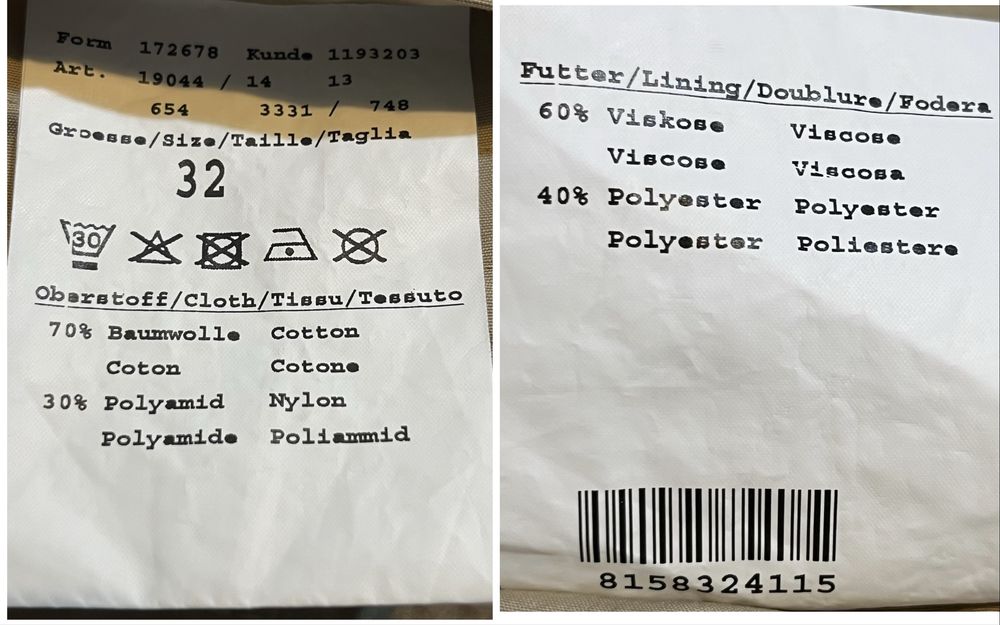 Form 172678 Kunde 1193203
Art. 19044 / 14 13
654 3331 / 748
Groesse/Size/Taille/Taglia
32
30
Oberstoff/Cloth/Tissu/Tessuto
70% Baumwolle Cotton
Coton Cotone
30% Polyamid Nylon
Polyamide Poliammid
Futter/Lining/Doublure/Fodera
60% Viskose Viscose
Viscose Viscosa
40% Polyester Polyester
Polyester Poliestere
8158324115